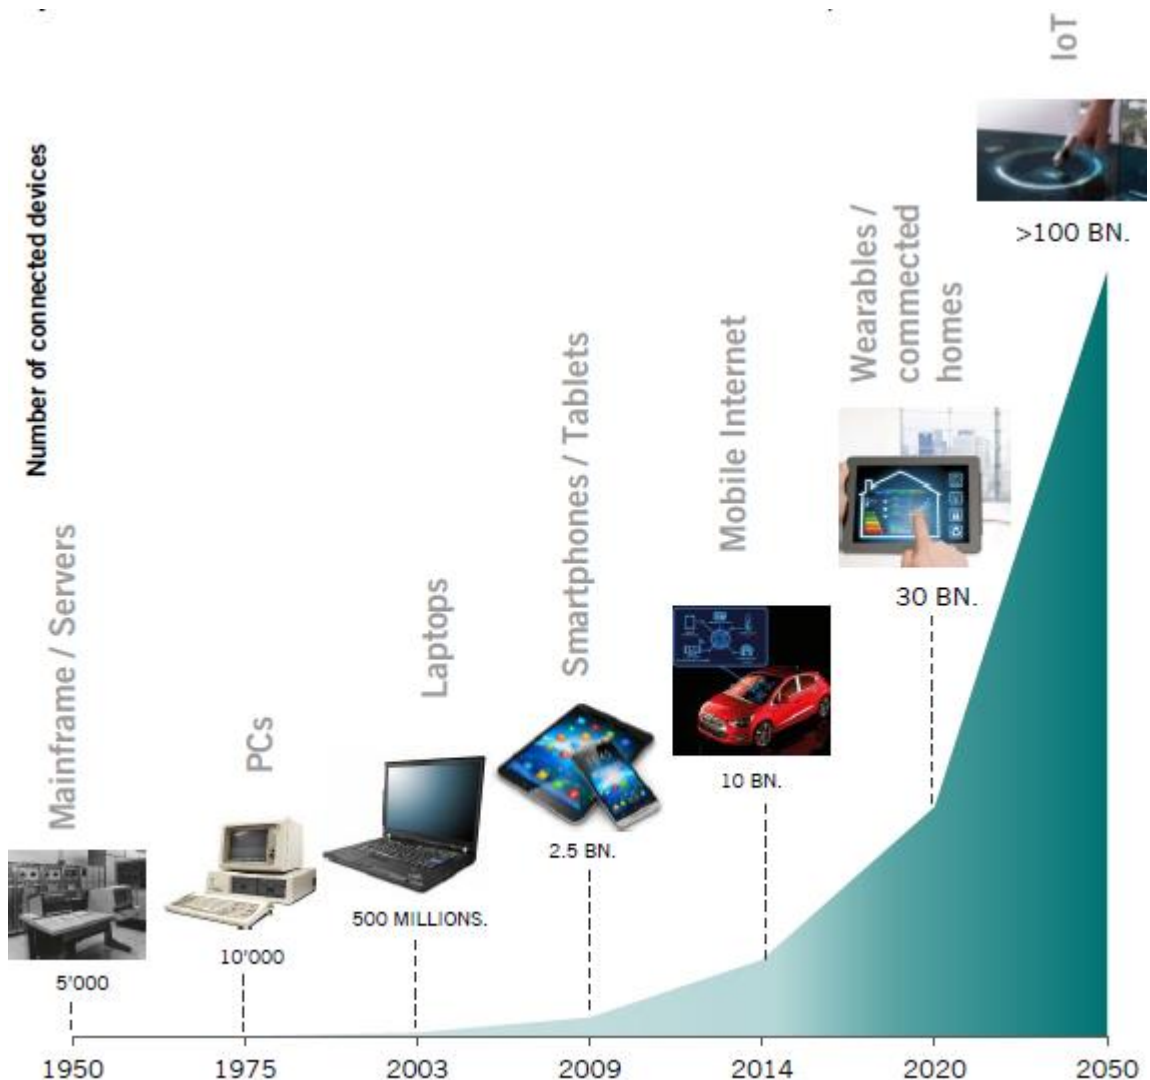 Number of connected devices
Mainframe / Servers
5'000
PCs
10'000
Laptops
500 MILLIONS.
Smartphones / Tablets
2.5 BN.
Mobile Internet
10 BN.
Wearables /
commected
homes
30 BN.
IoT
>100 BN.
1950
1975
2003
2009
2014
2020
2050